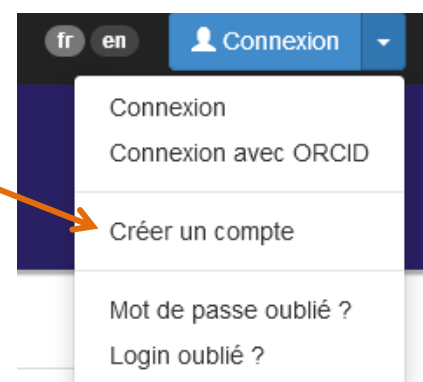 fr en Connexion
Connexion
Connexion avec ORCID
Créer un compte
Mot de passe oublié ?
Login oublié ?